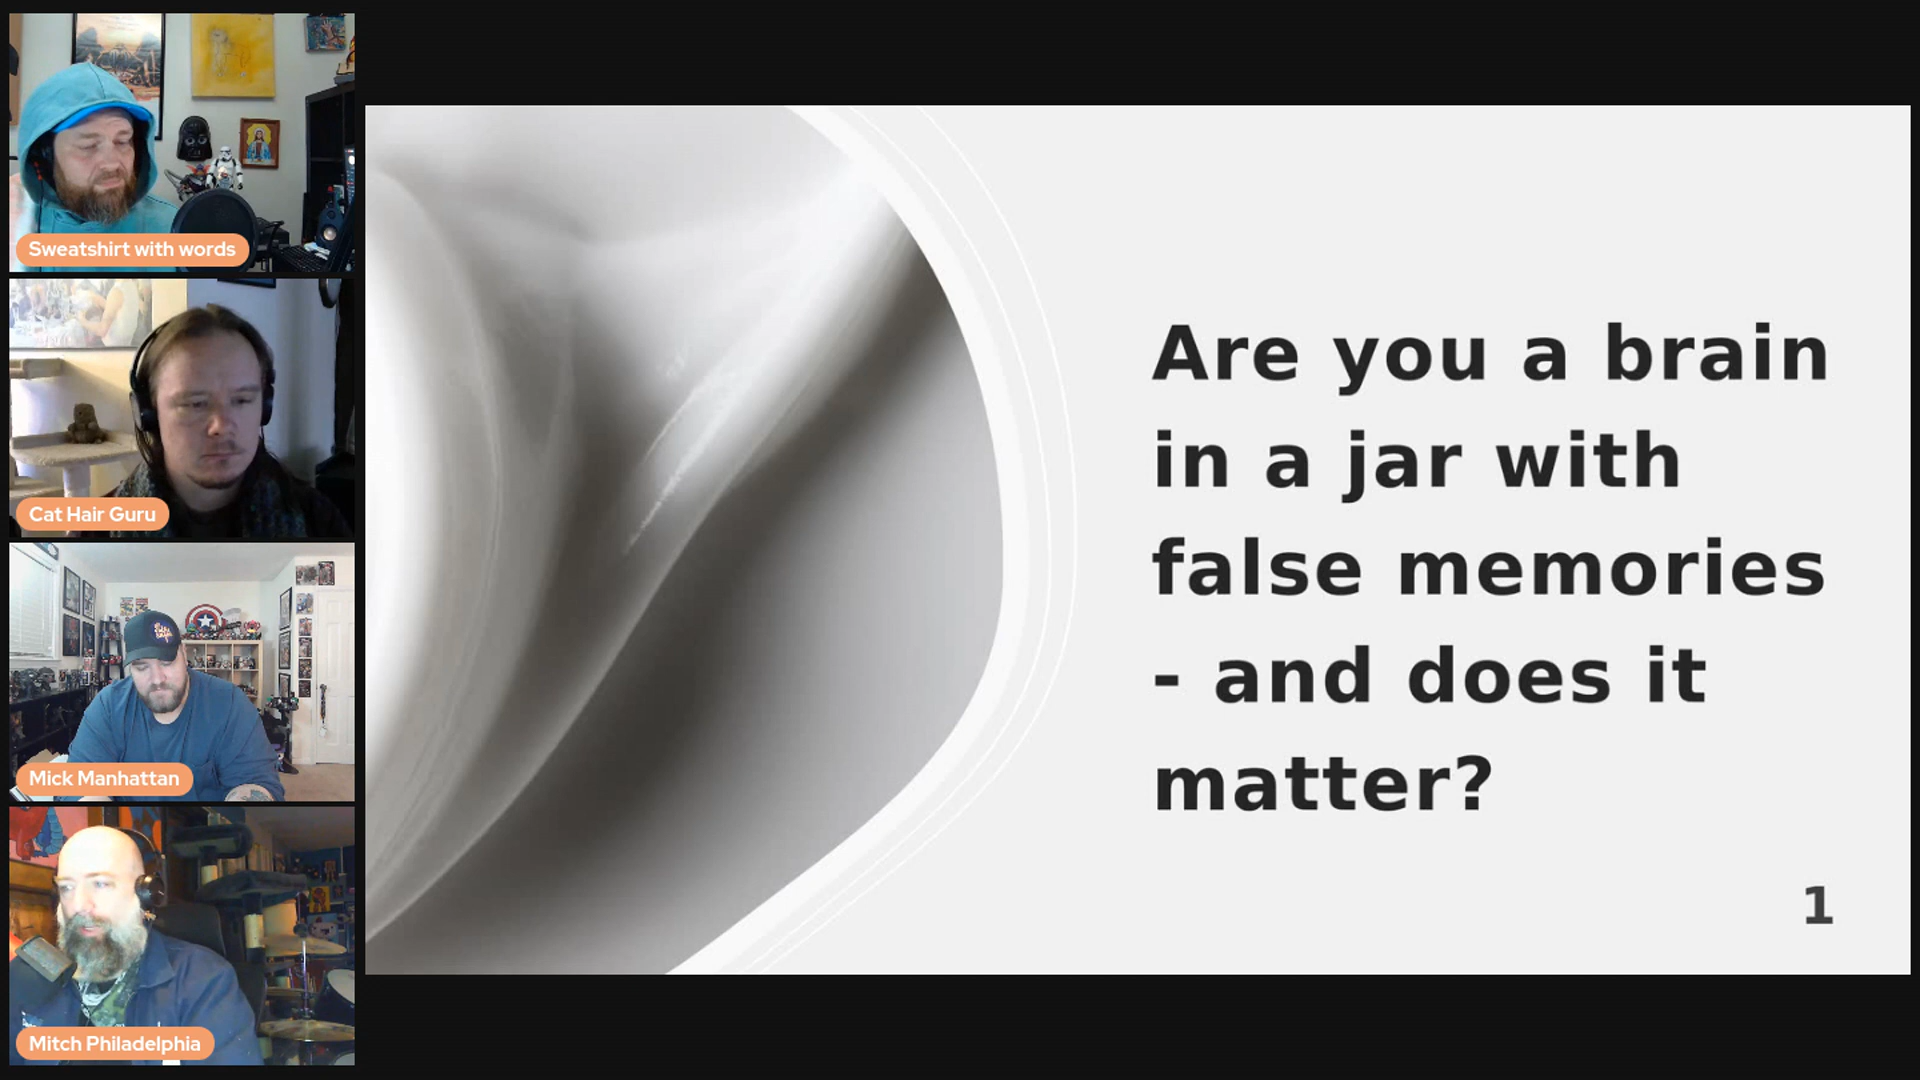 Sweatshirt with words
Cat Hair Guru
Mick Manhattan
Mitch Philadelphia
Are you a brain
in a jar with
false memories
- and does it
matter?
1